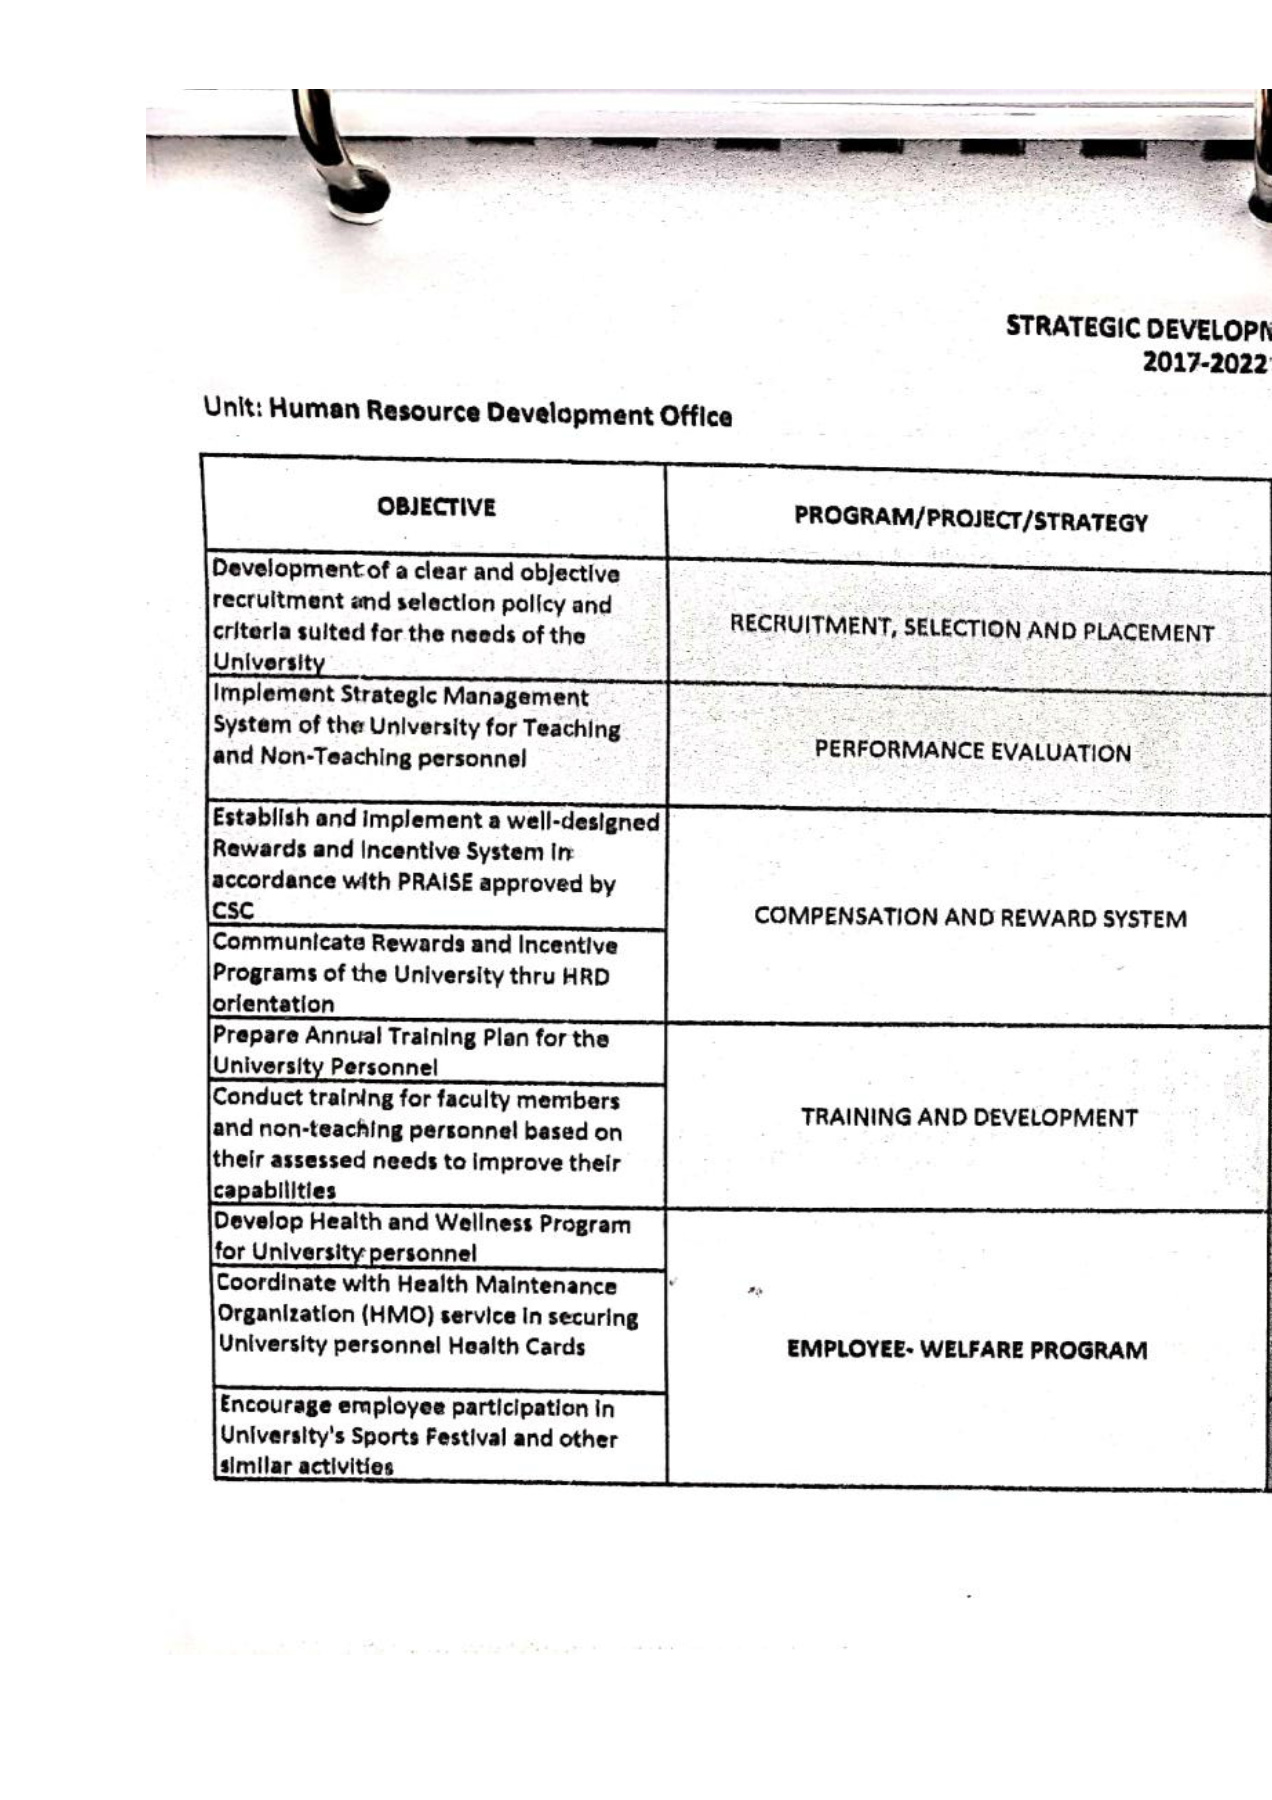 STRATEGIC DEVELOPM
2017-2022
Unit: Human Resource Development Office
OBJECTIVE
PROGRAM/PROJECT/STRATEGY
Development of a clear and objective
recruitment and selection policy and
criteria suited for the needs of the
University
RECRUITMENT, SELECTION AND PLACEMENT
Implement Strategic Management
System of the University for Teaching
and Non-Teaching personnel
PERFORMANCE EVALUATION
Establish and implement a well-designed
Rewards and Incentive System in
accordance with PRAISE approved by
CSC
COMPENSATION AND REWARD SYSTEM
Communicate Rewards and Incentive
Programs of the University thru HRD
orientation
Prepare Annual Training Plan for the
University Personnel
TRAINING AND DEVELOPMENT
Conduct training for faculty members
and non-teaching personnel based on
their assessed needs to improve their
capabilities
Develop Health and Wellness Program
for University personnel
Coordinate with Health Maintenance
Organization (HMO) service in securing
University personnel Health Cards
EMPLOYEE- WELFARE PROGRAM
Encourage employee participation in
University's Sports Festival and other
similar activities